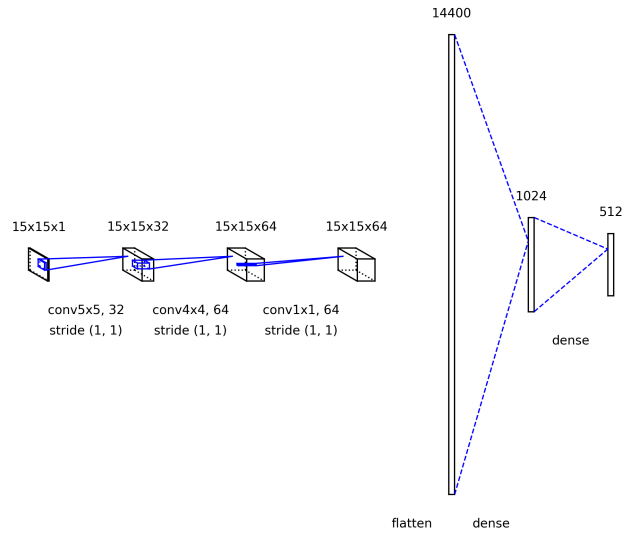 14400
1024
512
15x15x1
15x15x32
15x15x64
15x15x64
conv5x5, 32
stride (1, 1)
conv4x4, 64
stride (1, 1)
conv1x1, 64
stride (1, 1)
dense
flatten
dense